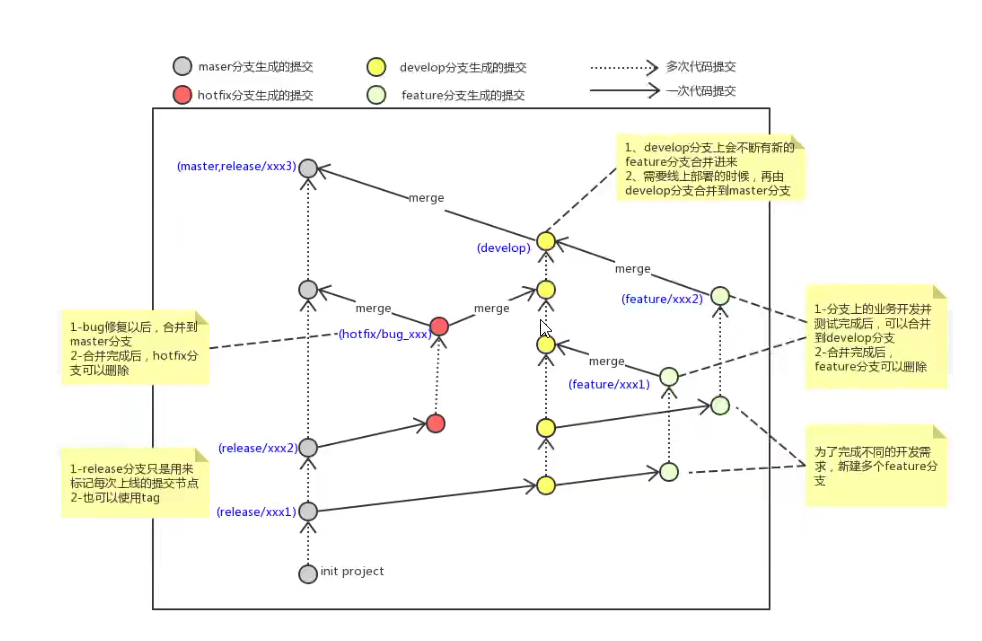 maser分支生成的提交
develop分支生成的提交
多次代码提交
hotfix分支生成的提交
feature分支生成的提交
一次代码提交
1、develop分支上会不断有新的
feature分支合并进来
2、需要线上部署的时候，再由
develop分支合并到master分支
(master,release/xxx3)
merge
(develop)
merge
(feature/xxx2)
1-分支上的业务开发并
测试完成后，可以合并
到develop分支
2-合并完成后，
feature分支可以删除
merge
merge
1-bug修复以后，合并到
master分支
2-合并完成后，hotfix分
支可以删除
(hotfix/bug_xxx)
merge
(feature/xxx1)
(release/xxx2)
为了完成不同的开发需
求，新建多个feature分
支
1-release分支只是用来
标记每次上线的提交节点
2-也可以使用tag
(release/xxx1)
init project